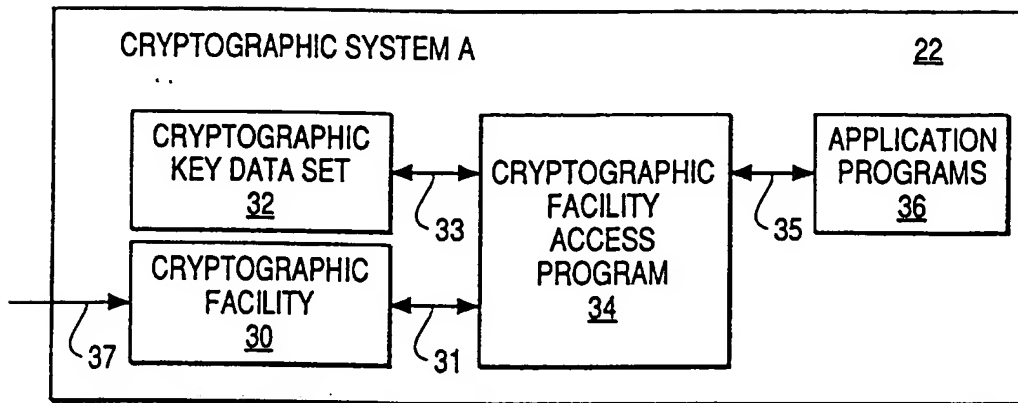 CRYPTOGRAPHIC SYSTEM A
22
CRYPTOGRAPHIC
KEY DATA SET
32
33
CRYPTOGRAPHIC
FACILITY
30
31
37
CRYPTOGRAPHIC
FACILITY
ACCESS
PROGRAM
34
35
APPLICATION
PROGRAMS
36